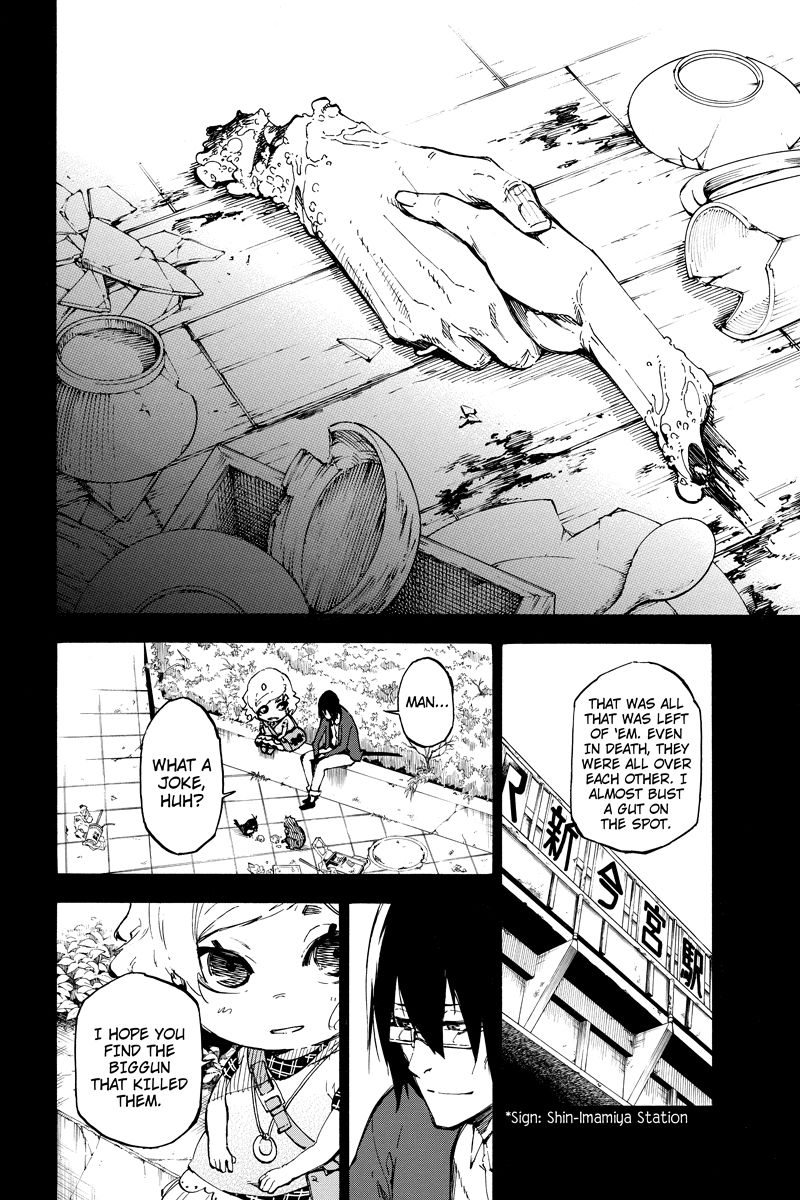 THAT WAS ALL
THAT WAS LEFT
OF 'EM. EVEN
IN DEATH, THEY
WERE ALL OVER
EACH OTHER. I
ALMOST BUST
A GUT ON
THE SPOT.
R 新今宮駅
*Sign: Shin-Imamiya Station
MAN...
WHAT A
JOKE,
HUH?
I HOPE YOU
FIND THE
BIGGUN
THAT KILLED
THEM.